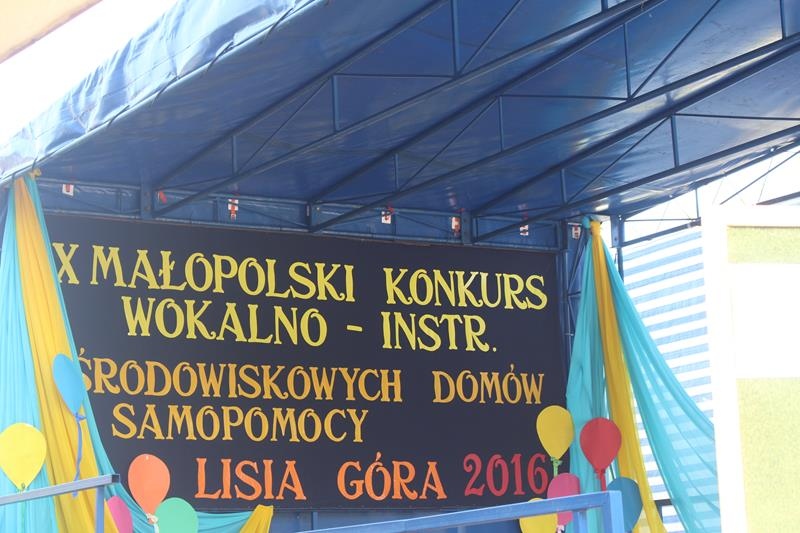 X MAŁOPOLSKI KONKURS
WOKALNO - INSTR.
ŚRODOWISKOWYCH DOMÓW
SAMOPOMOCY
LISIA GÓRA 2016